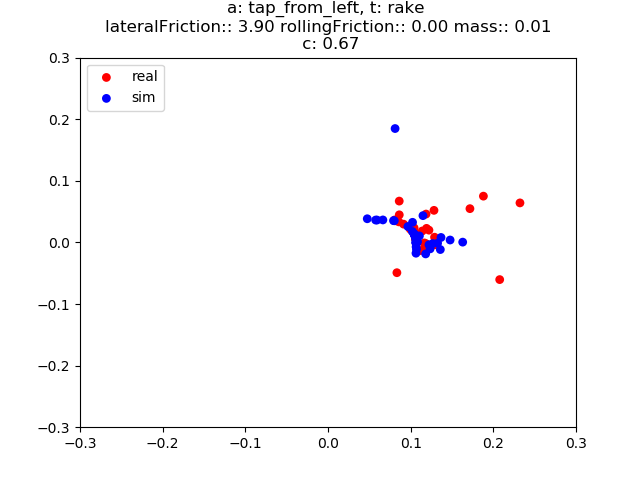 a: tap_from_left, t: rake
lateralFriction:: 3.90 rollingFriction:: 0.00 mass:: 0.01
c: 0.67
real
sim
0.3
0.2
0.1
0.0
−0.1
−0.2
−0.3
−0.3 −0.2 −0.1 0.0 0.1 0.2 0.3